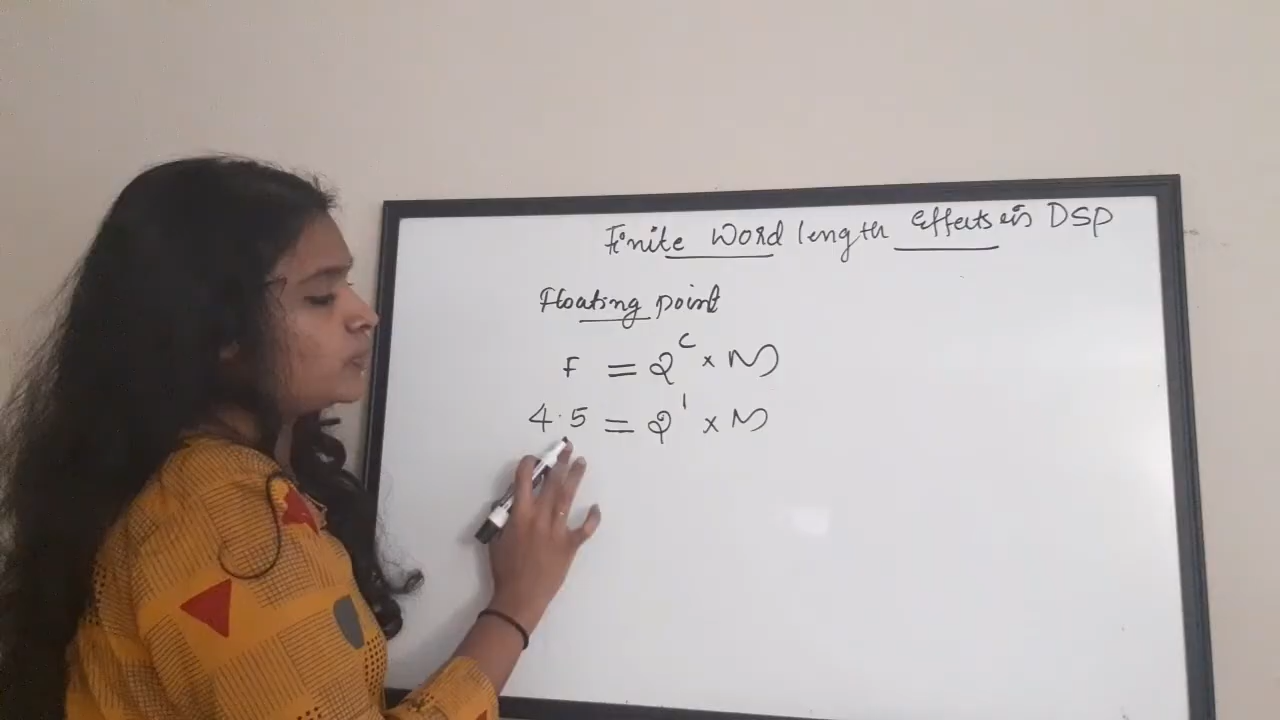 Finite Word length effects in DSP
Floating point
F = 2^C × M
4.5 = 2^1 × M